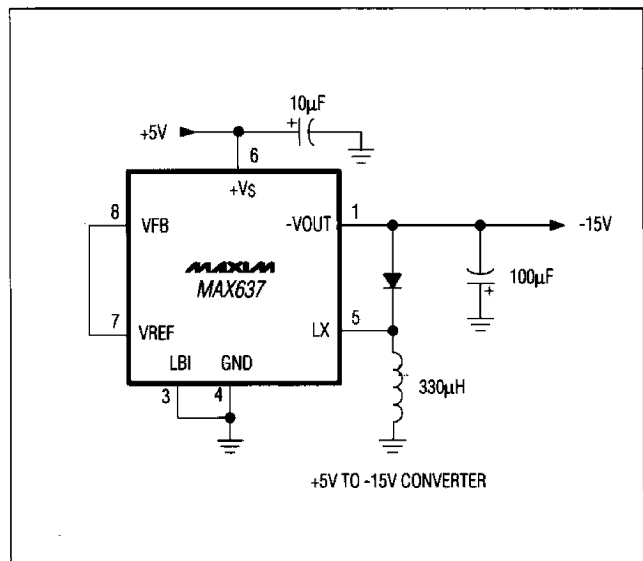 10µF
+
+5V
6
+VS
8
VFB
-VOUT
1
-15V
MAXIM
MAX637
100µF
+
7
VREF
LX
5
LBI
GND
3
4
330µH
+5V TO -15V CONVERTER